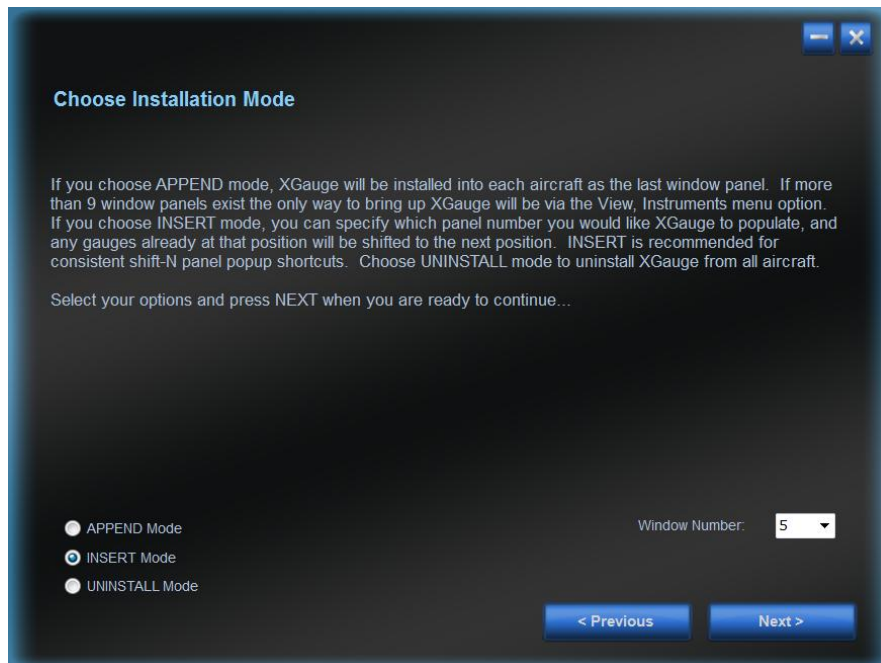 Choose Installation Mode
If you choose APPEND mode, XGauge will be installed into each aircraft as the last window panel.  If more
than 9 window panels exist the only way to bring up XGauge will be via the View, Instruments menu option.
If you choose INSERT mode, you can specify which panel number you would like XGauge to populate, and
any gauges already at that position will be shifted to the next position.  INSERT is recommended for
consistent shift-N panel popup shortcuts.  Choose UNINSTALL mode to uninstall XGauge from all aircraft.
Select your options and press NEXT when you are ready to continue...
APPEND Mode
Window Number: 5
INSERT Mode
UNINSTALL Mode
< Previous
Next >